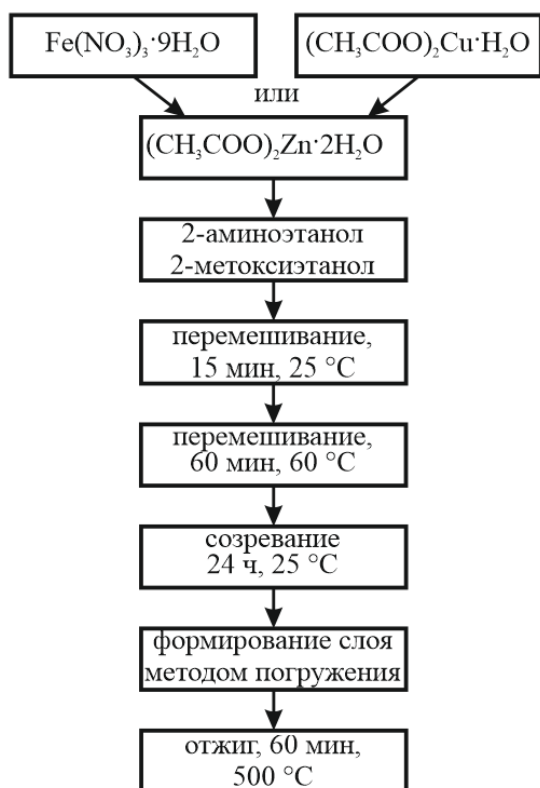 Fe(NO₃)₃·9H₂O
(CH₃COO)₂Cu·H₂O
или
(CH₃COO)₂Zn·2H₂O
2-аминоэтанол
2-метоксиэтанол
перемешивание,
15 мин, 25 °C
перемешивание,
60 мин, 60 °C
созревание
24 ч, 25 °C
формирование слоя
методом погружения
отжиг, 60 мин,
500 °C